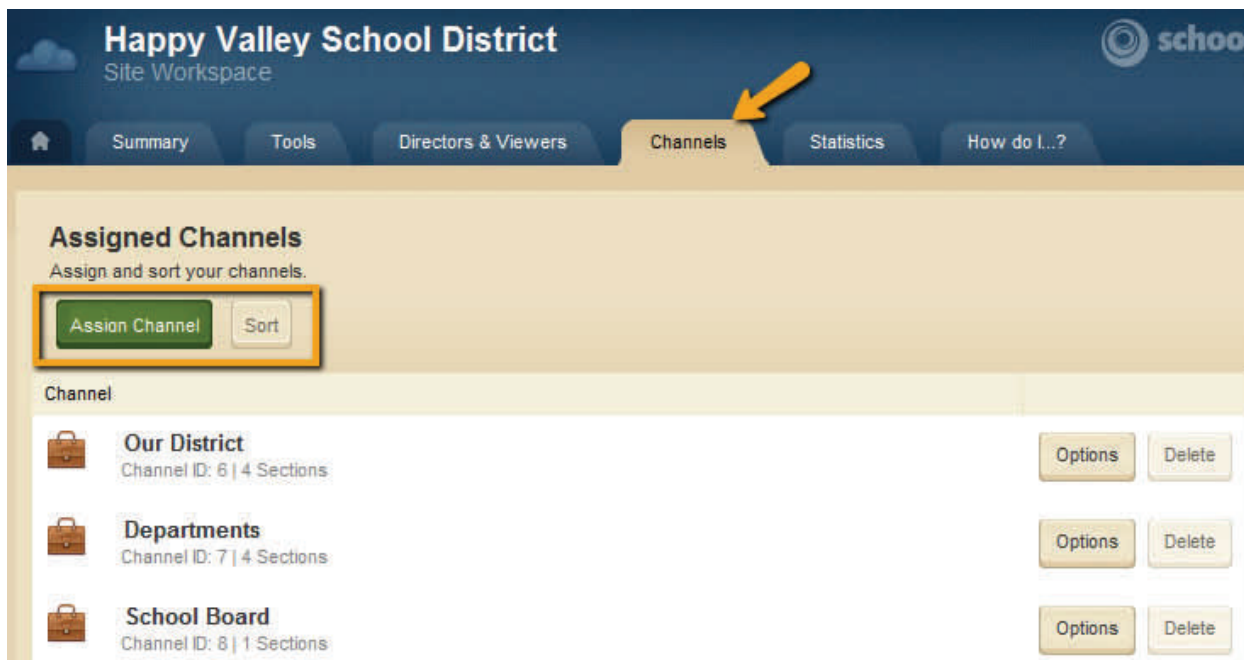 Happy Valley School District
Site Workspace
schoo
Summary Tools Directors & Viewers Channels Statistics How do I...?
Assigned Channels
Assign and sort your channels.
Assign Channel Sort
Channel
Our District
Channel ID: 6 | 4 Sections
Options Delete
Departments
Channel ID: 7 | 4 Sections
Options Delete
School Board
Channel ID: 8 | 1 Sections
Options Delete